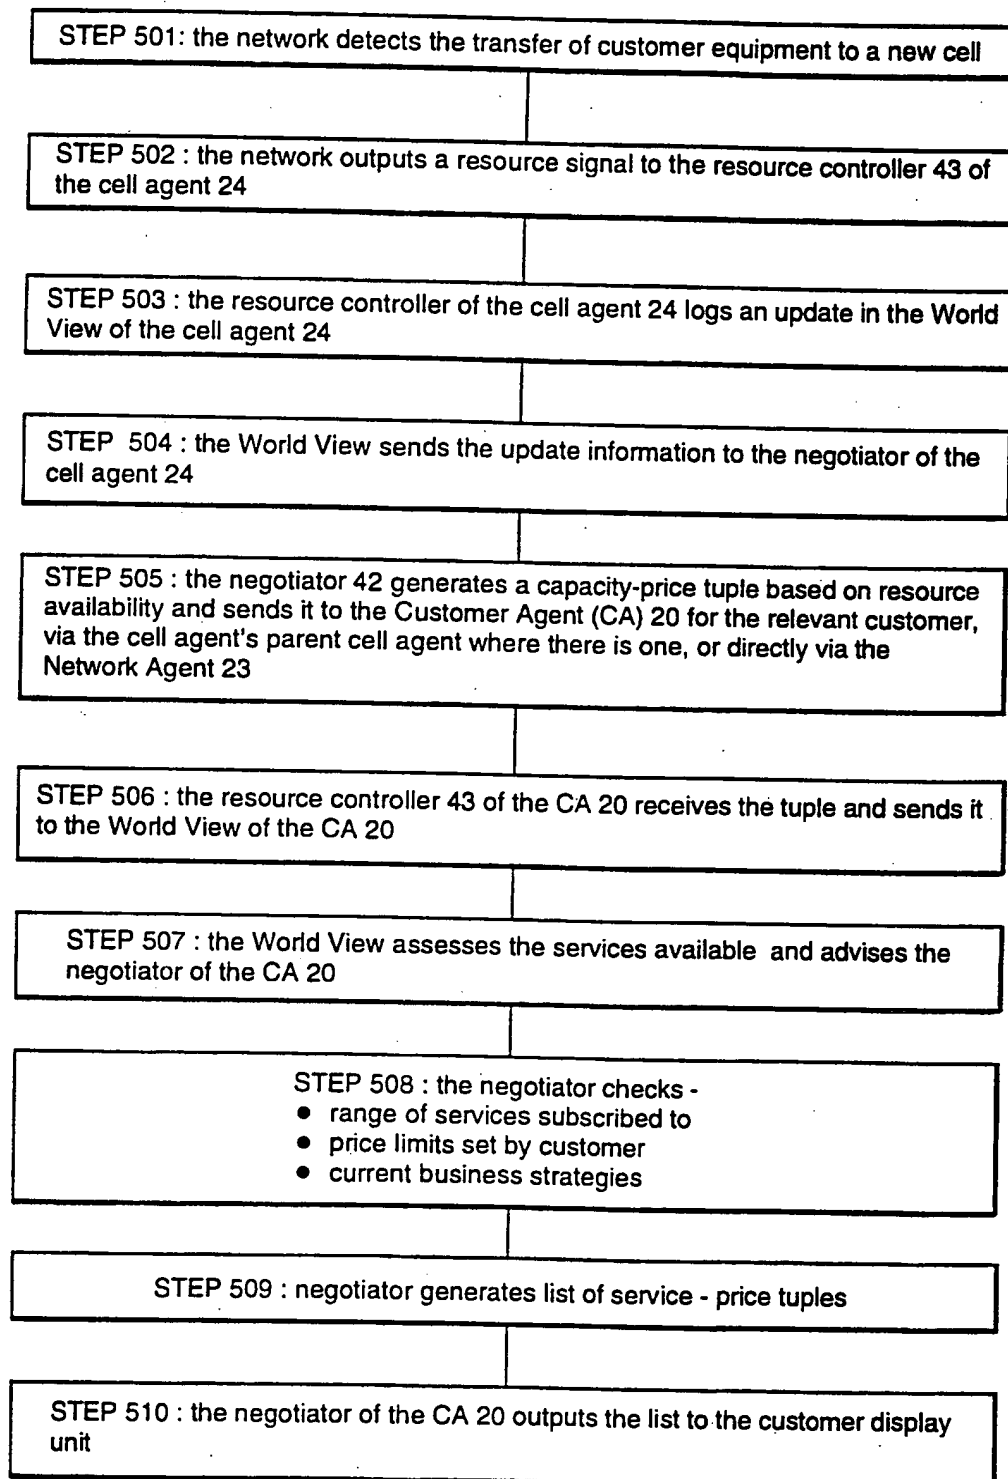 STEP 501: the network detects the transfer of customer equipment to a new cell
STEP 502 : the network outputs a resource signal to the resource controller 43 of
the cell agent 24
STEP 503 : the resource controller of the cell agent 24 logs an update in the World
View of the cell agent 24
STEP 504 : the World View sends the update information to the negotiator of the
cell agent 24
STEP 505 : the negotiator 42 generates a capacity-price tuple based on resource
availability and sends it to the Customer Agent (CA) 20 for the relevant customer,
via the cell agent's parent cell agent where there is one, or directly via the
Network Agent 23
STEP 506 : the resource controller 43 of the CA 20 receives the tuple and sends it
to the World View of the CA 20
STEP 507 : the World View assesses the services available and advises the
negotiator of the CA 20
STEP 508 : the negotiator checks -
● range of services subscribed to
● price limits set by customer
● current business strategies
STEP 509 : negotiator generates list of service - price tuples
STEP 510 : the negotiator of the CA 20 outputs the list to the customer display
unit